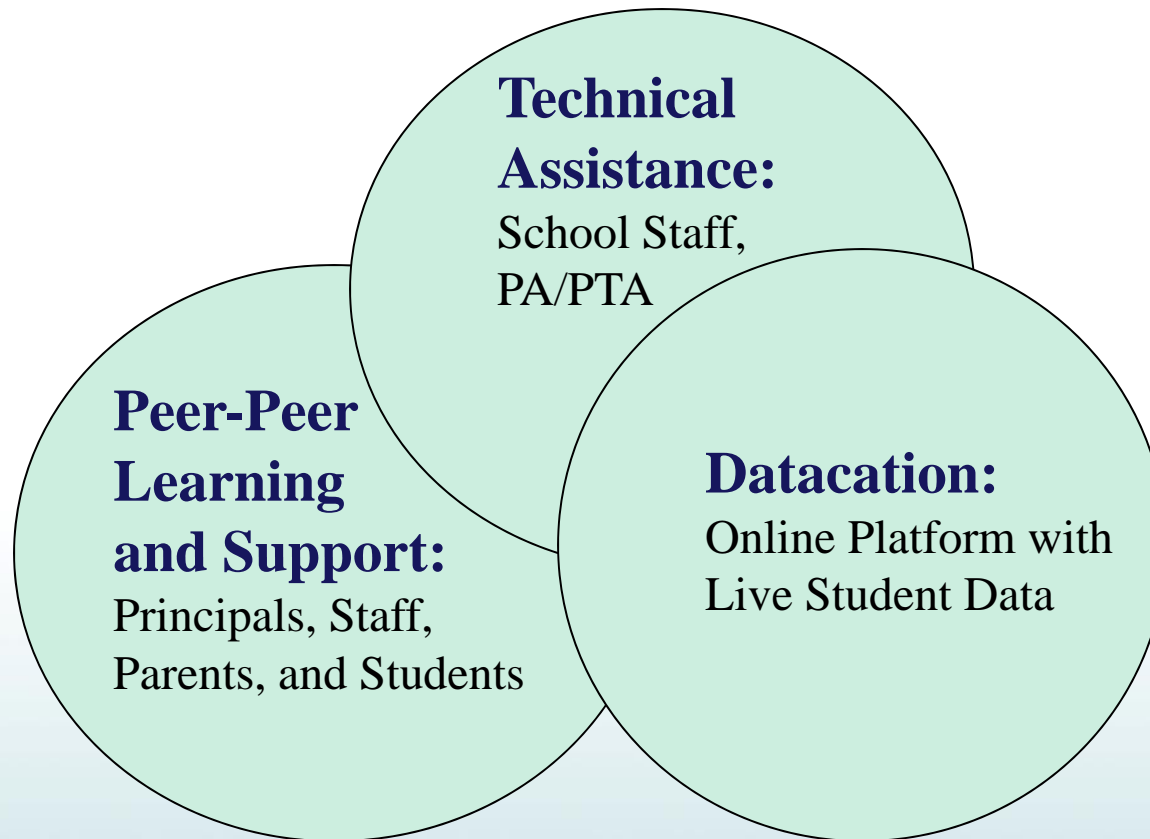 Technical
Assistance:
School Staff,
PA/PTA
Peer-Peer
Learning
and Support:
Principals, Staff,
Parents, and Students
Datacation:
Online Platform with
Live Student Data